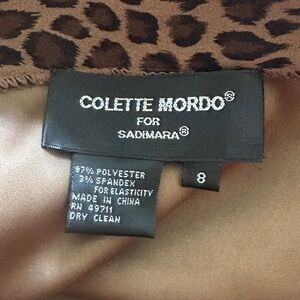 COLETTE MORDO®
FOR
SADIMARA®
97% POLYESTER
3% SPANDEX
FOR ELASTICITY
MADE IN CHINA
RN 49711
DRY CLEAN
8